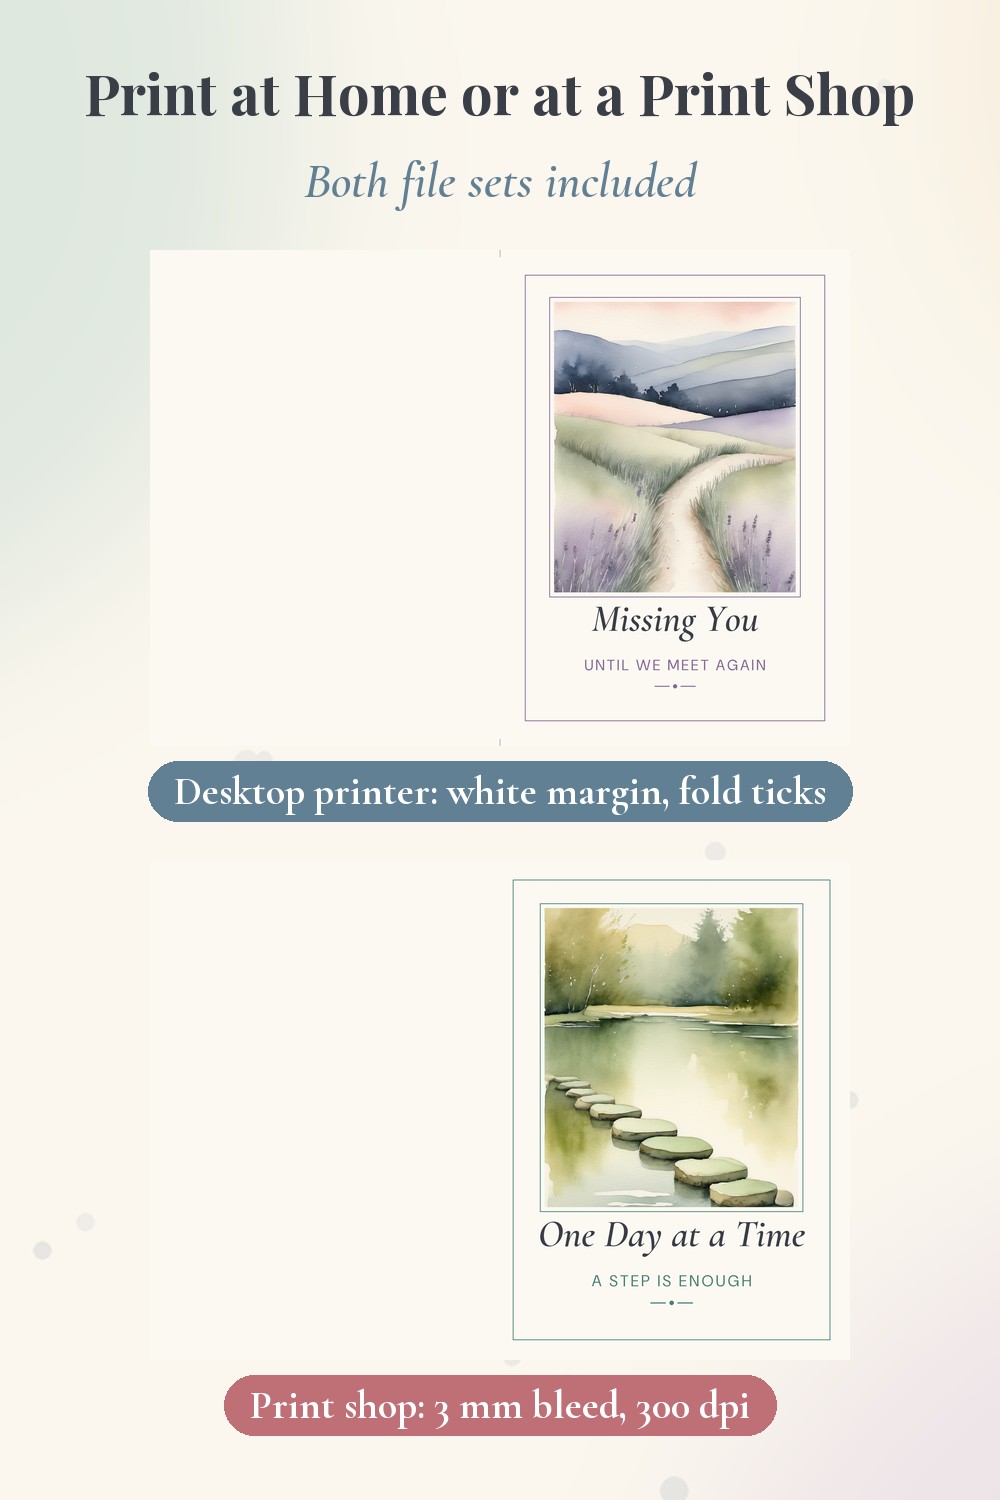 Print at Home or at a Print Shop
Both file sets included
Missing You
UNTIL WE MEET AGAIN
Desktop printer: white margin, fold ticks
One Day at a Time
A STEP IS ENOUGH
Print shop: 3 mm bleed, 300 dpi